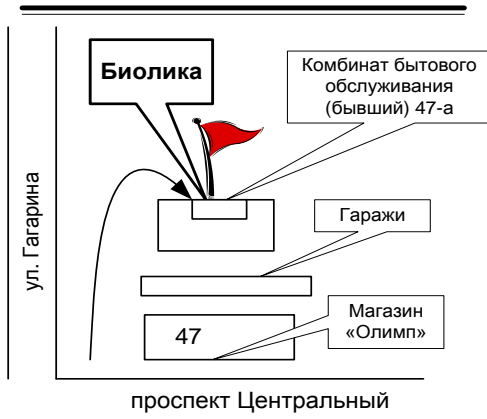 Биолика
Комбинат бытового
обслуживания
(бывший) 47-а
ул. Гагарина
Гаражи
Магазин
«Олимп»
47
проспект Центральный